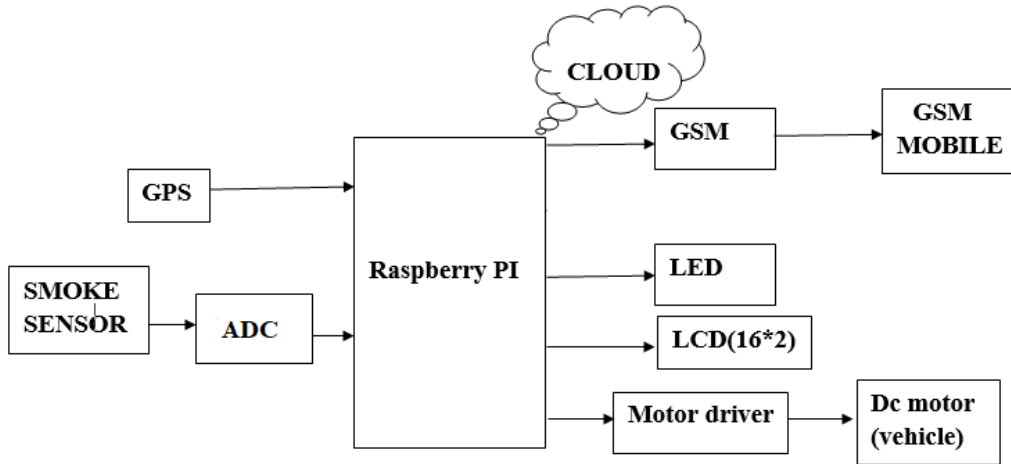 CLOUD
GSM
GSM
MOBILE
GPS
Raspberry PI
LED
SMOKE
SENSOR
ADC
LCD(16*2)
Motor driver
Dc motor
(vehicle)